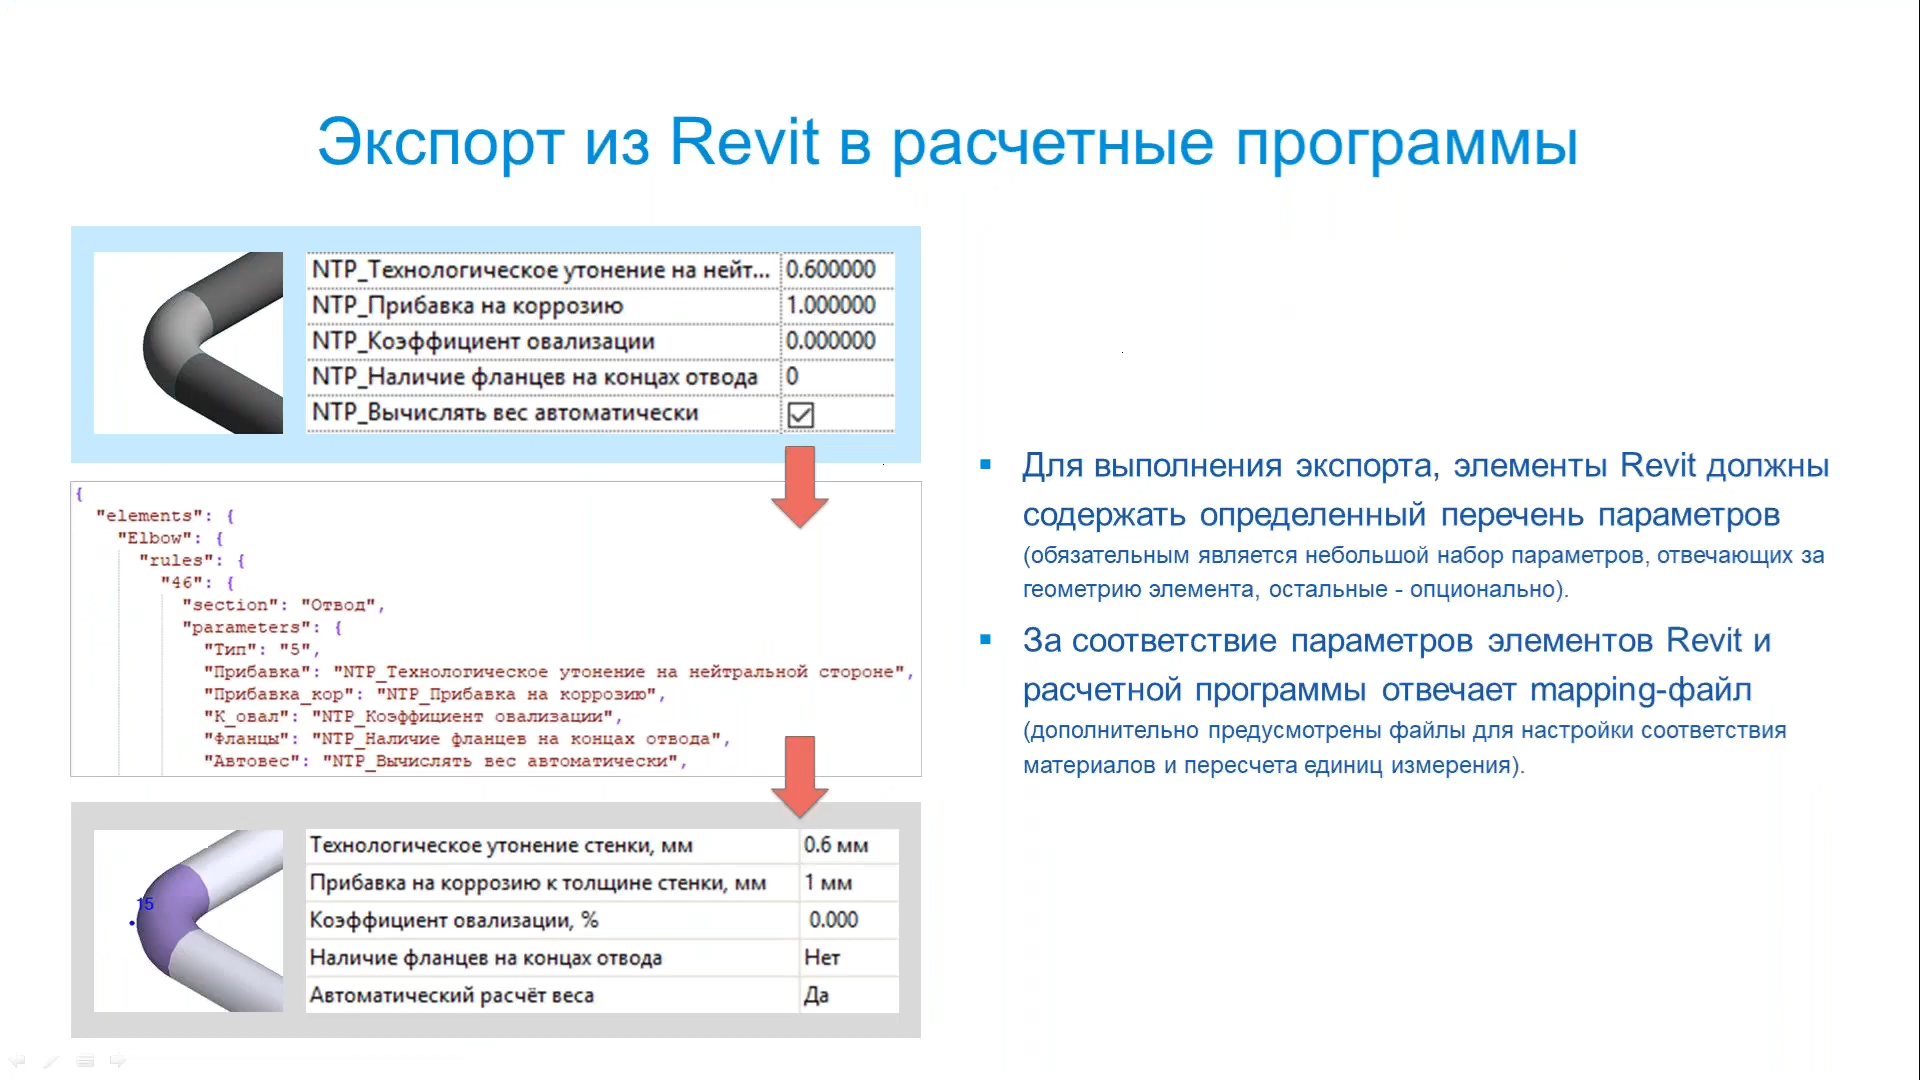 Экспорт из Revit в расчетные программы
NTP_Технологическое утонение на нейт... 0.600000
NTP_Прибавка на коррозию 1.000000
NTP_Коэффициент овализации 0.000000
NTP_Наличие фланцев на концах отвода 0
NTP_Вычислять вес автоматически
{
"elements": {
"Elbow": {
"rules": {
"46": {
"section": "Отвод",
"parameters": {
"Тип": "5",
"Прибавка": "NTP_Технологическое утонение на нейтральной стороне",
"Прибавка_кор": "NTP_Прибавка на коррозию",
"К_овал": "NTP_Коэффициент овализации",
"Фланцы": "NTP_Наличие фланцев на концах отвода",
"Автовес": "NTP_Вычислять вес автоматически",
15
Технологическое утонение стенки, мм 0.6 мм
Прибавка на коррозию к толщине стенки, мм 1 мм
Коэффициент овализации, % 0.000
Наличие фланцев на концах отвода Нет
Автоматический расчёт веса Да
Для выполнения экспорта, элементы Revit должны
содержать определенный перечень параметров
(обязательным является небольшой набор параметров, отвечающих за
геометрию элемента, остальные - опционально).
За соответствие параметров элементов Revit и
расчетной программы отвечает mapping-файл
(дополнительно предусмотрены файлы для настройки соответствия
материалов и пересчета единиц измерения).